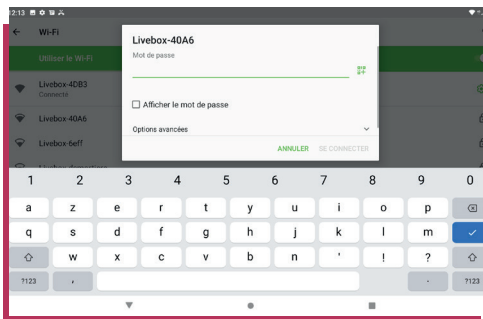 12:13
Wi-Fi
Utiliser le Wi-Fi
Livebox-4DB3
Connecté
Livebox-40A6
Livebox-6eff
Livebox-40A6
Mot de passe
Afficher le mot de passe
Options avancées
ANNULER SE CONNECTER
1 2 3 4 5 6 7 8 9 0
a z e r t y u i o p
q s d f g h j k l m
w x c v b n ' ! ?
?123 , . ?123